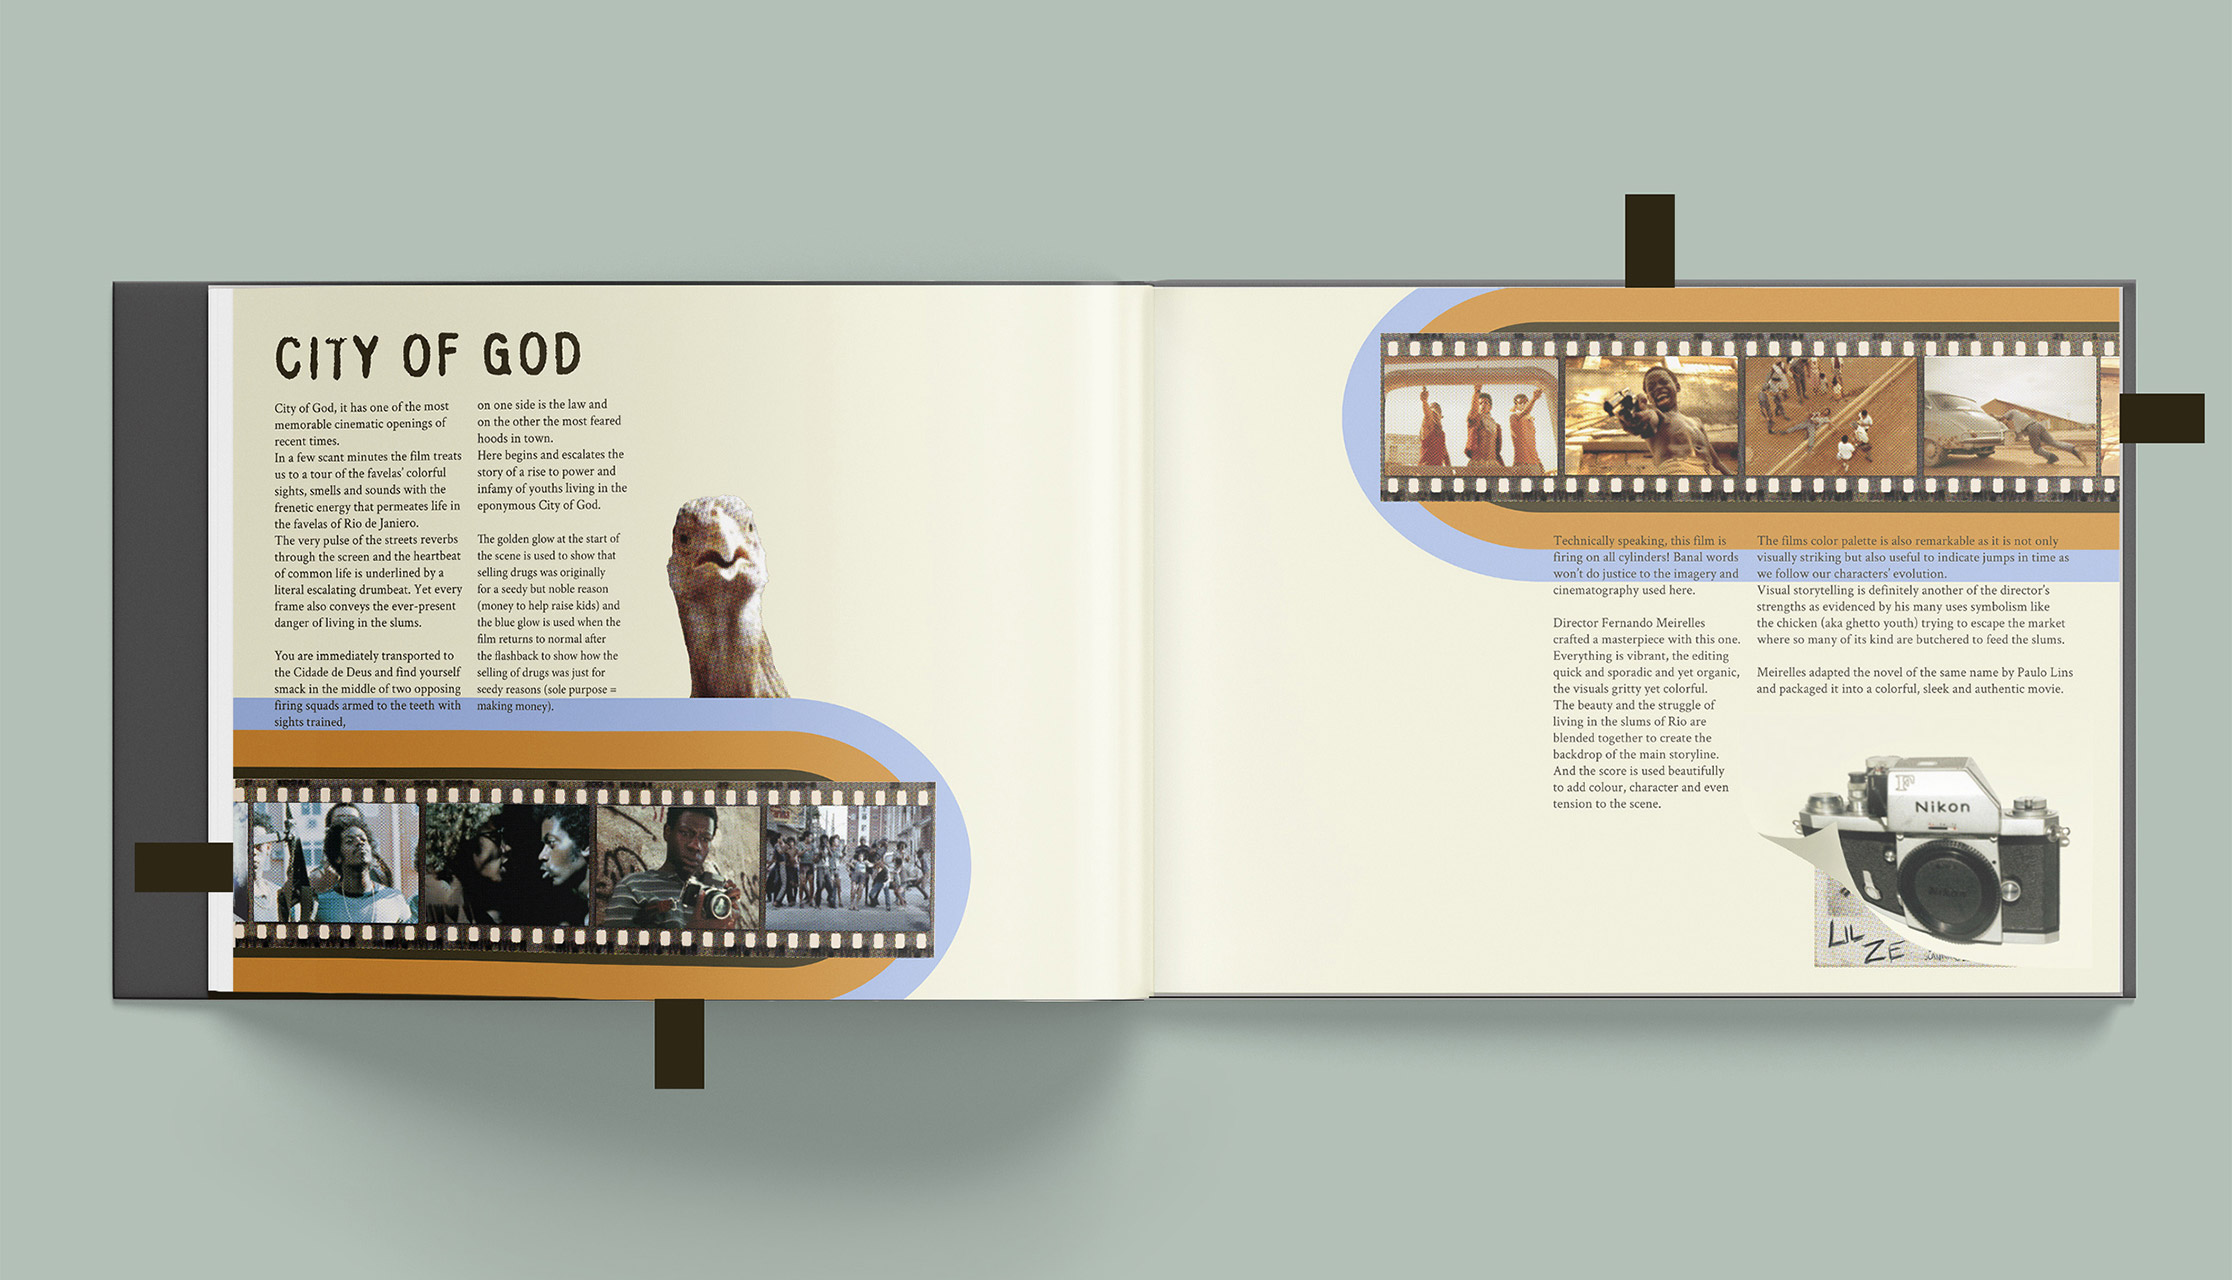 CITY OF GOD
City of God, it has one of the most
memorable cinematic openings of
recent times.
In a few scant minutes the film treats
us to a tour of the favelas' colorful
sights, smells and sounds with the
frenetic energy that permeates life in
the favelas of Rio de Janiero.
The very pulse of the streets reverbs
through the screen and the heartbeat
of common life is underlined by a
literal escalating drumbeat. Yet every
frame also conveys the ever-present
danger of living in the slums.
You are immediately transported to
the Cidade de Deus and find yourself
smack in the middle of two opposing
firing squads armed to the teeth with
sights trained,
on one side is the law and
on the other the most feared
hoods in town.
Here begins and escalates the
story of a rise to power and
infamy of youths living in the
eponymous City of God.
The golden glow at the start of
the scene is used to show that
selling drugs was originally
for a seedy but noble reason
(money to help raise kids) and
the blue glow is used when the
film returns to normal after
the flashback to show how the
selling of drugs was just for
seedy reasons (sole purpose =
making money).
Technically speaking, this film is
firing on all cylinders! Banal words
won't do justice to the imagery and
cinematography used here.
Director Fernando Meirelles
crafted a masterpiece with this one.
Everything is vibrant, the editing
quick and sporadic and yet organic,
the visuals gritty yet colorful.
The beauty and the struggle of
living in the slums of Rio are
blended together to create the
backdrop of the main storyline.
And the score is used beautifully
to add colour, character and even
tension to the scene.
The films color palette is also remarkable as it is not only
visually striking but also useful to indicate jumps in time as
we follow our characters' evolution.
Visual storytelling is definitely another of the director's
strengths as evidenced by his many uses symbolism like
the chicken (aka ghetto youth) trying to escape the market
where so many of its kind are butchered to feed the slums.
Meirelles adapted the novel of the same name by Paulo Lins
and packaged it into a colorful, sleek and authentic movie.
F
Nikon
Nikon
LIL
ZE